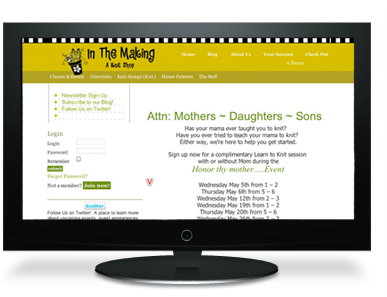 In The Making
A Knit Shop
Home Blog About Us Your Account Check Out
0 Items
Classes & Events Directions Knit Alongs (KAL) Home Patterns The Staff
Newsletter Sign-Up
Subscribe to our Blog!
Follow Us on Twitter!
Login
Login
Password
Remember
Forgot Password?
Not a member? Join now!
twitter
Follow Us on Twitter! A place to learn more
about upcoming events, guest appearances
Attn: Mothers ~ Daughters ~ Sons
Has your mama ever taught you to knit?
Have you ever tried to teach your mama to knit?
Either way, we're here to help you get started.
Sign up now for a complimentary Learn to Knit session
with or without Mom during the
Honor thy mother.....Event
Wednesday May 5th from 1 – 2
Thursday May 6th from 5 – 6
Wednesday May 12th from 2 – 3
Wednesday May 19th from 1 – 2
Thursday May 20th from 5 – 6
Wednesday May 26th from 2 – 3